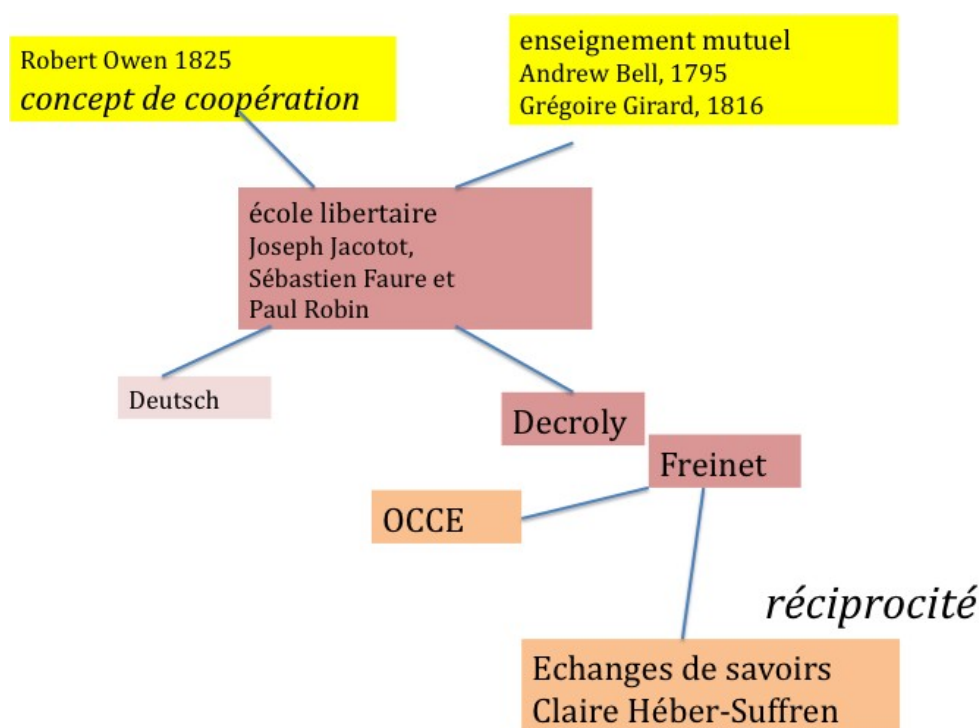 Robert Owen 1825
concept de coopération
enseignement mutuel
Andrew Bell, 1795
Grégoire Girard, 1816
école libertaire
Joseph Jacotot,
Sébastien Faure et
Paul Robin
Deutsch
Decroly
Freinet
OCCE
réciprocité
Echanges de savoirs
Claire Héber-Suffren